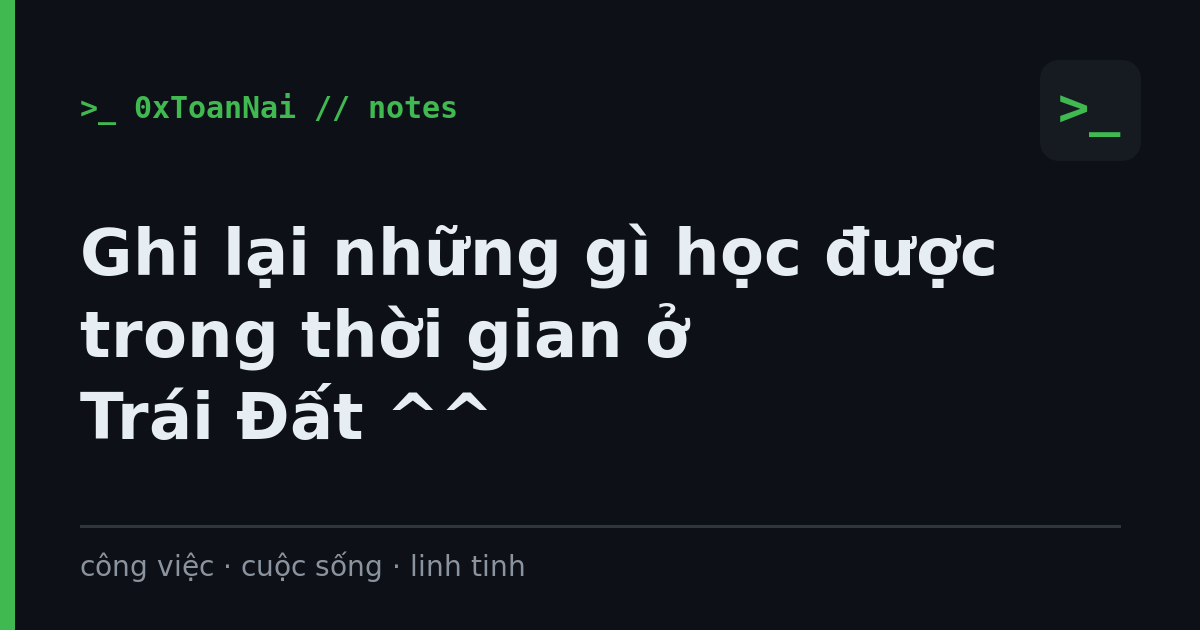 >_ 0xToanNai // notes
>_
Ghi lại những gì học được
trong thời gian ở
Trái Đất ^^
công việc · cuộc sống · linh tinh